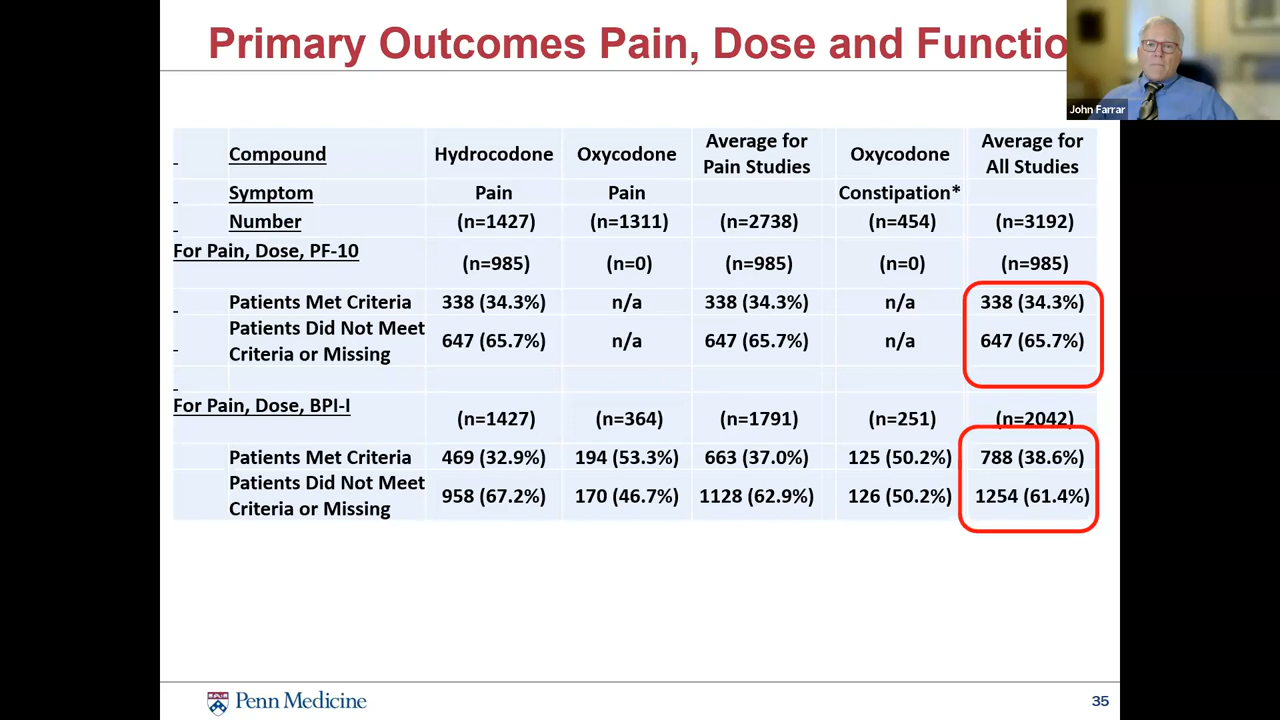 Primary Outcomes Pain, Dose and Functio
John Farrar
Compound Hydrocodone Oxycodone Average for Pain Studies Oxycodone Average for All Studies
Symptom Pain Pain Constipation*
Number (n=1427) (n=1311) (n=2738) (n=454) (n=3192)
For Pain, Dose, PF-10 (n=985) (n=0) (n=985) (n=0) (n=985)
Patients Met Criteria 338 (34.3%) n/a 338 (34.3%) n/a 338 (34.3%)
Patients Did Not Meet Criteria or Missing 647 (65.7%) n/a 647 (65.7%) n/a 647 (65.7%)
For Pain, Dose, BPI-I (n=1427) (n=364) (n=1791) (n=251) (n=2042)
Patients Met Criteria 469 (32.9%) 194 (53.3%) 663 (37.0%) 125 (50.2%) 788 (38.6%)
Patients Did Not Meet Criteria or Missing 958 (67.2%) 170 (46.7%) 1128 (62.9%) 126 (50.2%) 1254 (61.4%)
Penn Medicine
35